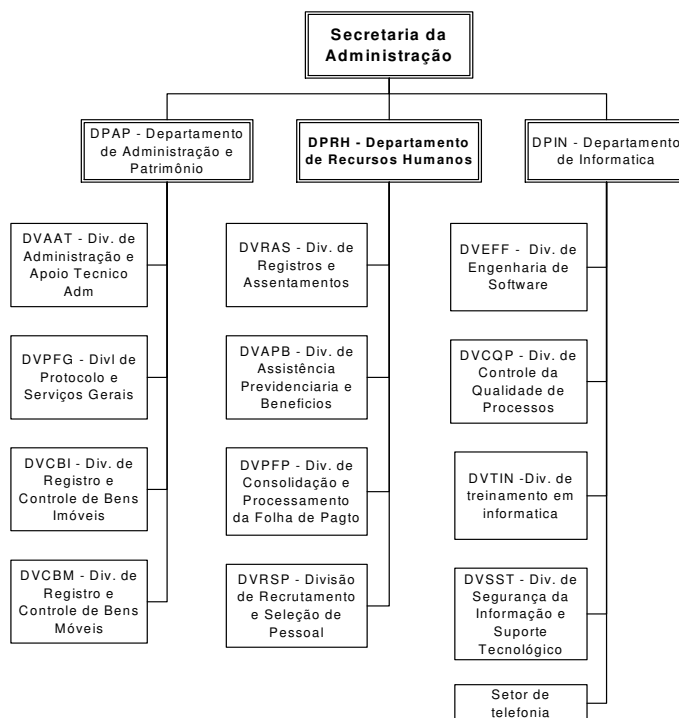 Secretaria da
Administração
DPAP - Departamento
de Administração e
Patrimônio
DPRH - Departamento
de Recursos Humanos
DPIN - Departamento
de Informatica
DVAAT - Div. de
Administração e
Apoio Tecnico
Adm
DVPFG - Divl de
Protocolo e
Serviços Gerais
DVCBI - Div. de
Registro e
Controle de Bens
Imóveis
DVCBM - Div. de
Registro e
Controle de Bens
Móveis
DVRAS - Div. de
Registros e
Assentamentos
DVAPB - Div. de
Assistência
Previdenciaria e
Beneficios
DVPFP - Div. de
Consolidação e
Processamento
da Folha de Pagto
DVRSP - Divisão
de Recrutamento
e Seleção de
Pessoal
DVEFF - Div. de
Engenharia de
Software
DVCQP - Div. de
Controle da
Qualidade de
Processos
DVTIN -Div. de
treinamento em
informatica
DVSST - Div. de
Segurança da
Informação e
Suporte
Tecnológico
Setor de
telefonia